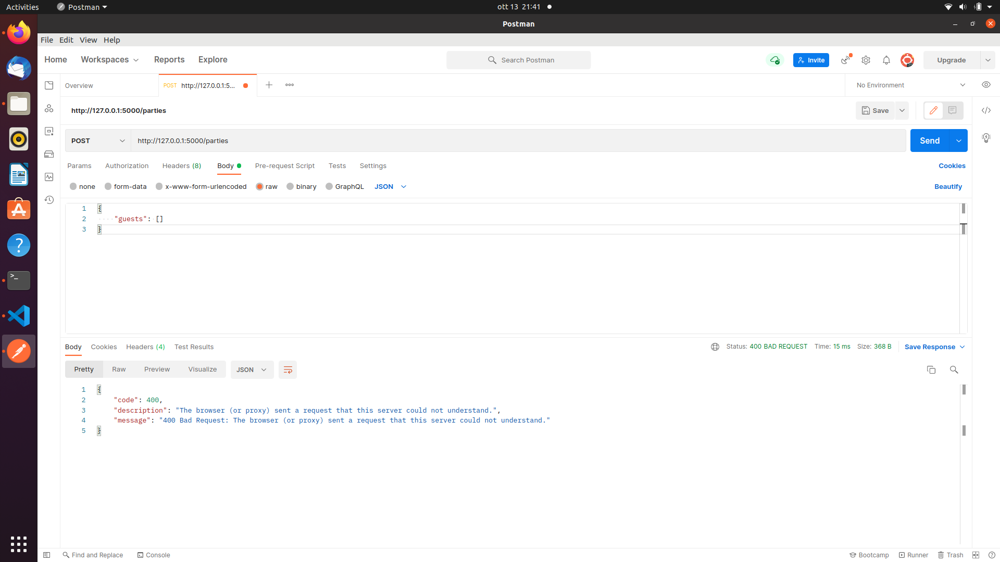 Activities Postman ott 13 21:41
Postman
File Edit View Help
Home Workspaces Reports Explore Search Postman Invite Upgrade
Overview POST http://127.0.0.1:5... No Environment
http://127.0.0.1:5000/parties Save
POST http://127.0.0.1:5000/parties Send
Params Authorization Headers (8) Body Pre-request Script Tests Settings Cookies
none form-data x-www-form-urlencoded raw binary GraphQL JSON Beautify
1 {
2 ····"guests":·[]
3 }
Body Cookies Headers (4) Test Results Status: 400 BAD REQUEST Time: 15 ms Size: 368 B Save Response
Pretty Raw Preview Visualize JSON
1 {
2 "code": 400,
3 "description": "The browser (or proxy) sent a request that this server could not understand.",
4 "message": "400 Bad Request: The browser (or proxy) sent a request that this server could not understand."
5 }
Find and Replace Console Bootcamp Runner Trash